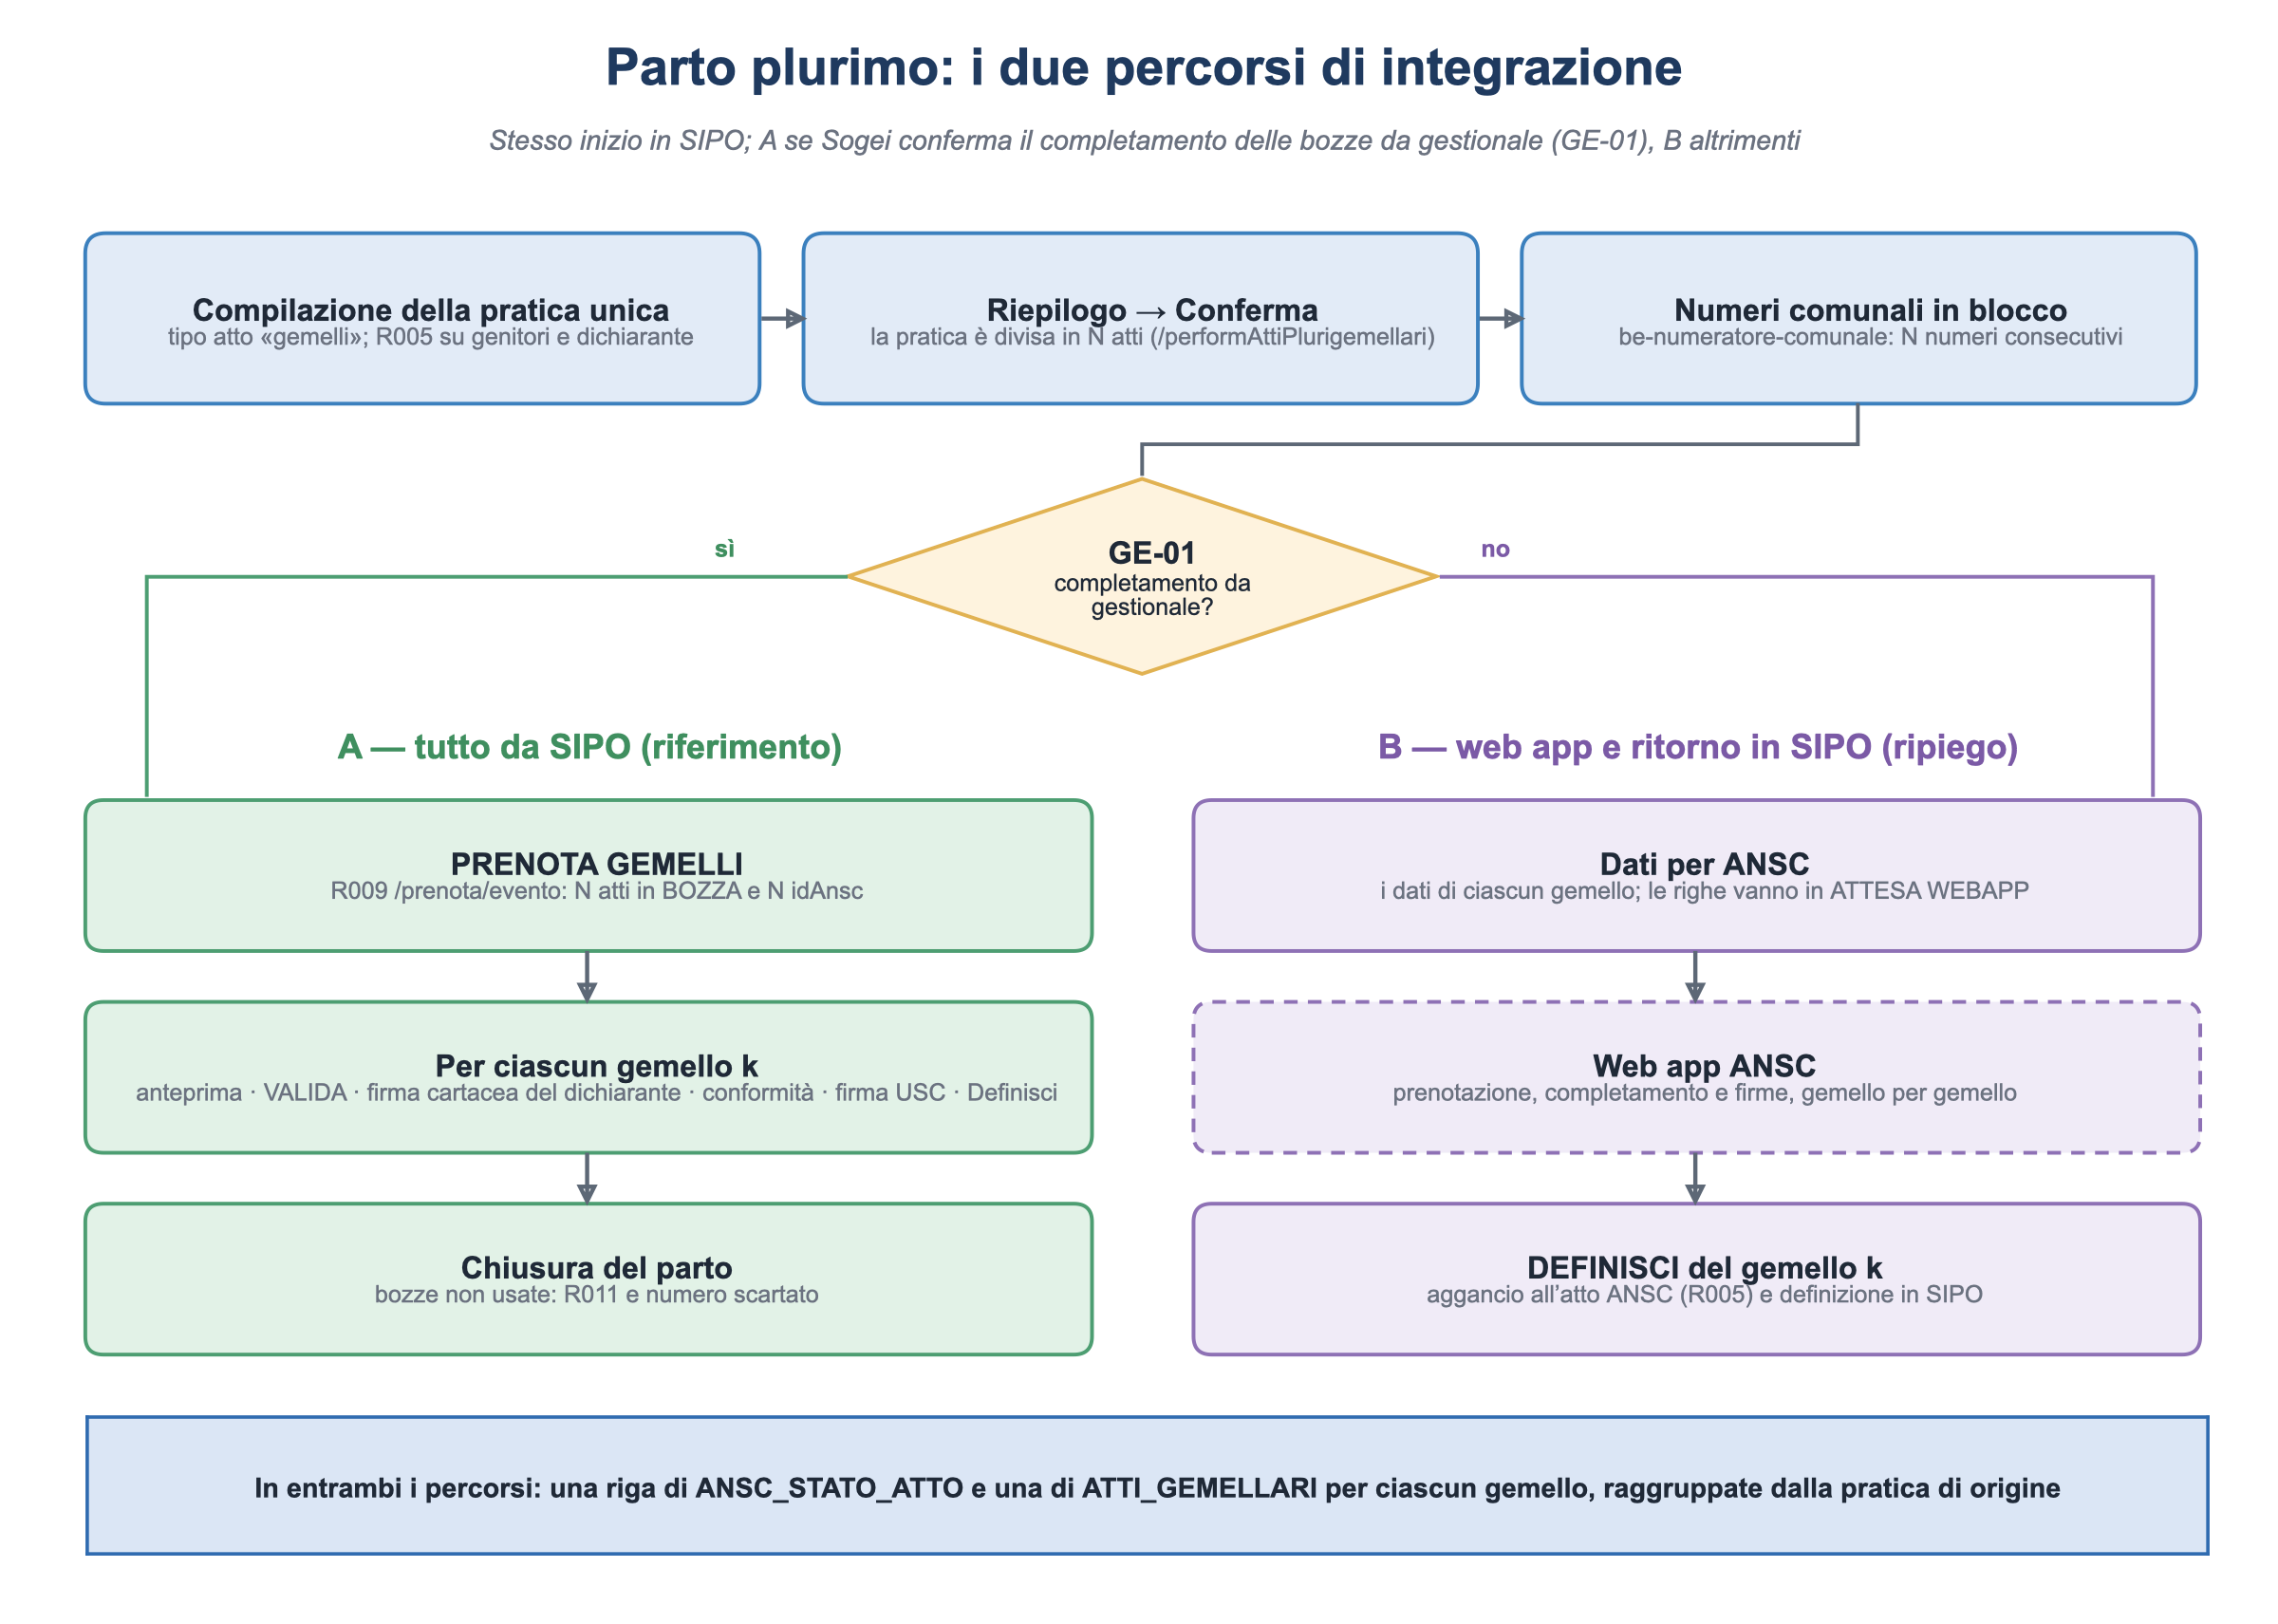 Parto plurimo: i due percorsi di integrazione
Stesso inizio in SIPO; A se Sogei conferma il completamento delle bozze da gestionale (GE-01), B altrimenti
Compilazione della pratica unica
tipo atto «gemelli»; R005 su genitori e dichiarante
Riepilogo → Conferma
la pratica è divisa in N atti (/performAttiPlurigemellari)
Numeri comunali in blocco
be-numeratore-comunale: N numeri consecutivi
sì
GE-01
completamento da
gestionale?
no
A — tutto da SIPO (riferimento)
PRENOTA GEMELLI
R009 /prenota/evento: N atti in BOZZA e N idAnsc
Per ciascun gemello k
anteprima · VALIDA · firma cartacea del dichiarante · conformità · firma USC · Definisci
Chiusura del parto
bozze non usate: R011 e numero scartato
B — web app e ritorno in SIPO (ripiego)
Dati per ANSC
i dati di ciascun gemello; le righe vanno in ATTESA WEBAPP
Web app ANSC
prenotazione, completamento e firme, gemello per gemello
DEFINISCI del gemello k
aggancio all’atto ANSC (R005) e definizione in SIPO
In entrambi i percorsi: una riga di ANSC_STATO_ATTO e una di ATTI_GEMELLARI per ciascun gemello, raggruppate dalla pratica di origine